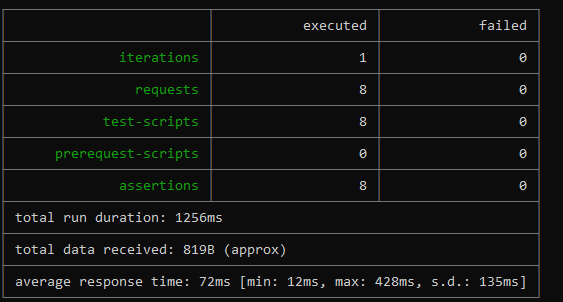 executed failed
iterations 1 0
requests 8 0
test-scripts 8 0
prerequest-scripts 0 0
assertions 8 0
total run duration: 1256ms
total data received: 819B (approx)
average response time: 72ms [min: 12ms, max: 428ms, s.d.: 135ms]